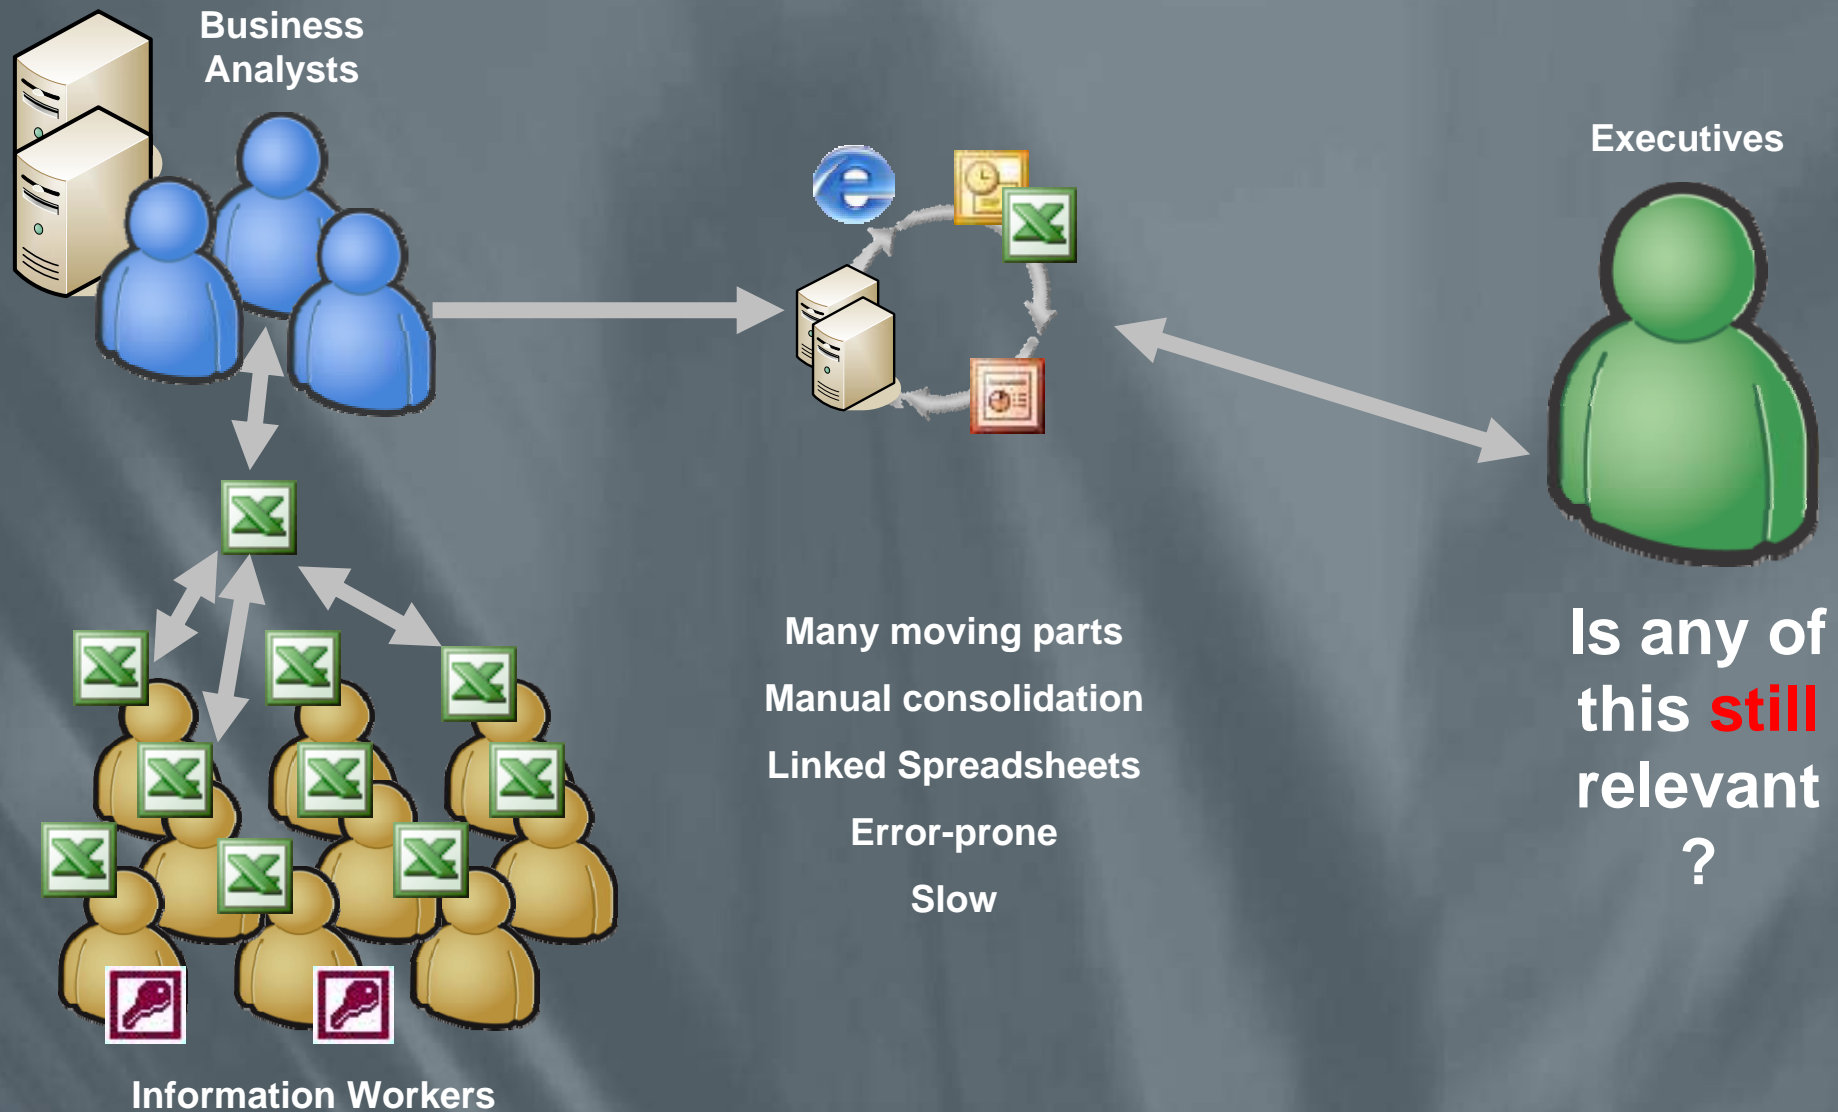 Business
Analysts
Executives
Many moving parts
Manual consolidation
Linked Spreadsheets
Error-prone
Slow
Is any of
this still
relevant
?
Information Workers